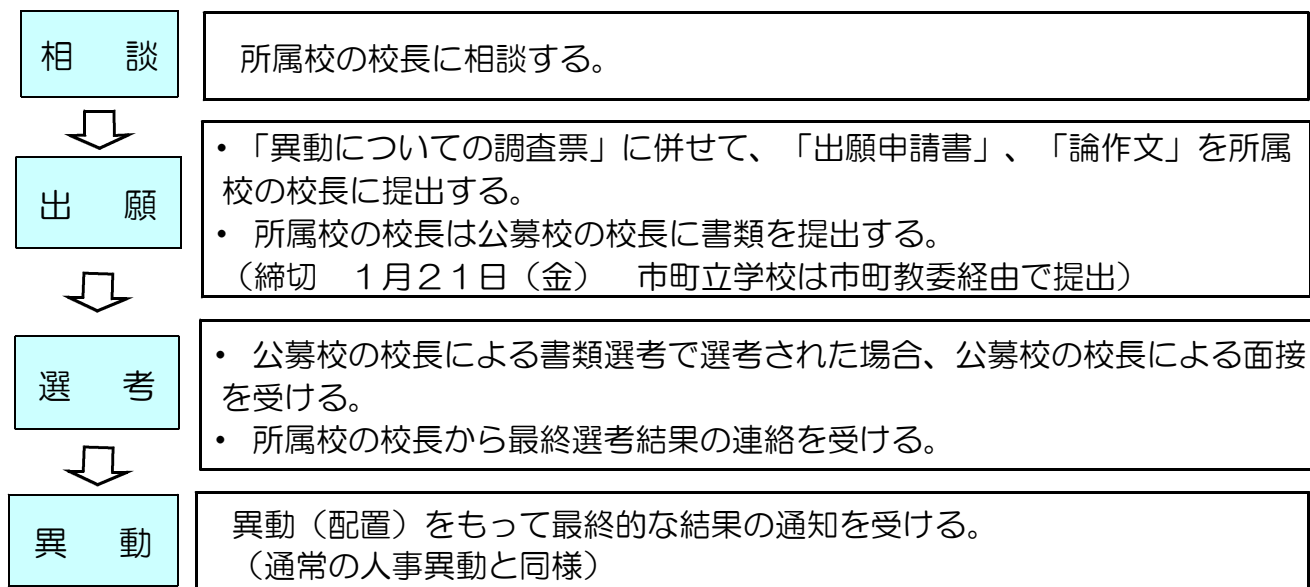 相　談
所属校の校長に相談する。
出　願
・「異動についての調査票」に併せて、「出願申請書」、「論作文」を所属
校の校長に提出する。
・ 所属校の校長は公募校の校長に書類を提出する。
（締切　１月２１日（金）　市町立学校は市町教委経由で提出）
選　考
・ 公募校の校長による書類選考で選考された場合、公募校の校長による面接
を受ける。
・ 所属校の校長から最終選考結果の連絡を受ける。
異　動
異動（配置）をもって最終的な結果の通知を受ける。
（通常の人事異動と同様）